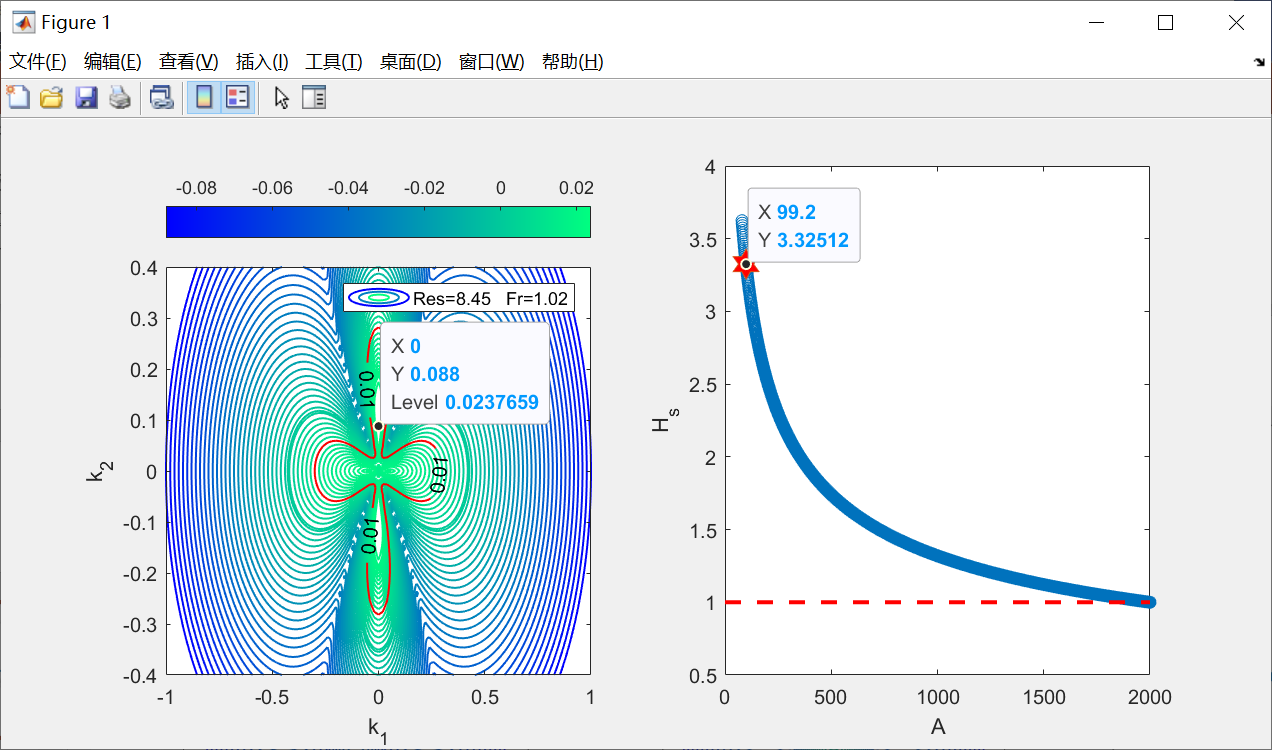 Figure 1
文件(F) 编辑(E) 查看(V) 插入(I) 工具(T) 桌面(D) 窗口(W) 帮助(H)
-0.08 -0.06 -0.04 -0.02 0 0.02
Res=8.45 Fr=1.02
X 0
Y 0.088
Level 0.0237659
0.01
0.01
0.01
0.4
0.3
0.2
0.1
0
-0.1
-0.2
-0.3
-0.4
k2
-1 -0.5 0 0.5 1
k1
X 99.2
Y 3.32512
4
3.5
3
2.5
2
1.5
1
0.5
Hs
0 500 1000 1500 2000
A